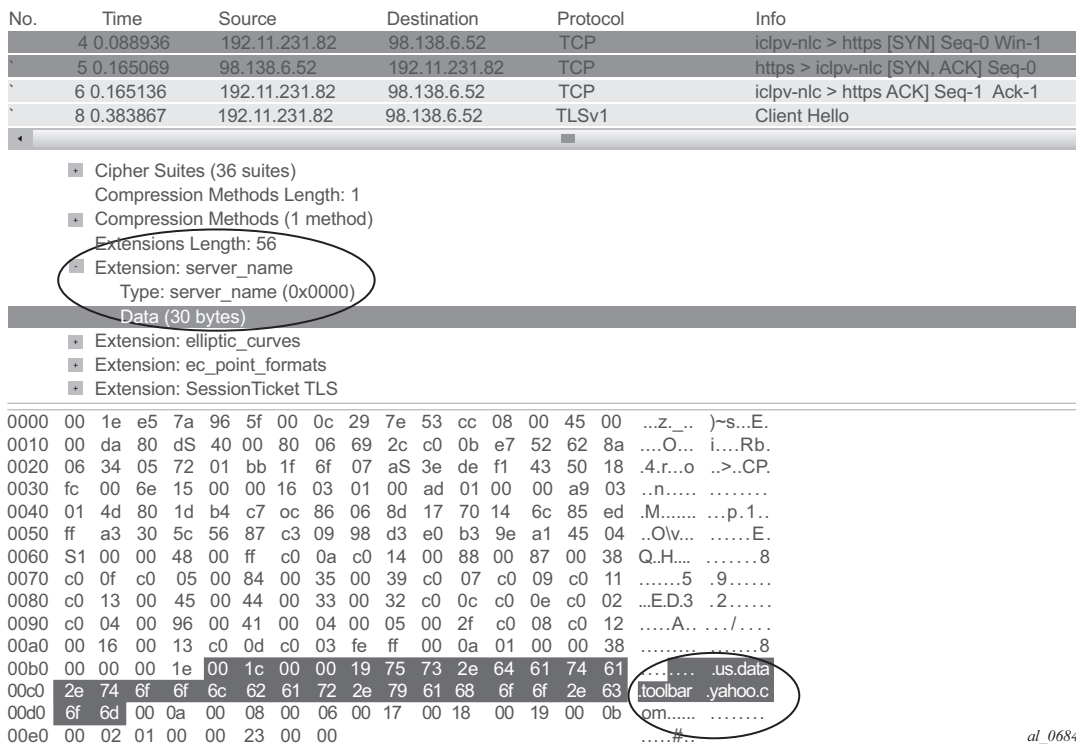 No. Time Source Destination Protocol Info
4 0.088936 192.11.231.82 98.138.6.52 TCP iclpv-nlc > https [SYN] Seq-0 Win-1
` 5 0.165069 98.138.6.52 192.11.231.82 TCP https > iclpv-nlc [SYN, ACK] Seq-0
` 6 0.165136 192.11.231.82 98.138.6.52 TCP iclpv-nlc > https ACK] Seq-1 Ack-1
` 8 0.383867 192.11.231.82 98.138.6.52 TLSv1 Client Hello
+ Cipher Suites (36 suites)
Compression Methods Length: 1
+ Compression Methods (1 method)
Extensions Length: 56
- Extension: server_name
Type: server_name (0x0000)
Data (30 bytes)
+ Extension: elliptic_curves
+ Extension: ec_point_formats
+ Extension: SessionTicket TLS
0000 00 1e e5 7a 96 5f 00 0c 29 7e 53 cc 08 00 45 00 ...z._.. )~s...E.
0010 00 da 80 dS 40 00 80 06 69 2c c0 0b e7 52 62 8a ....O... i....Rb.
0020 06 34 05 72 01 bb 1f 6f 07 aS 3e de f1 43 50 18 .4.r...o ..>..CP.
0030 fc 00 6e 15 00 00 16 03 01 00 ad 01 00 00 a9 03 ..n..... ........
0040 01 4d 80 1d b4 c7 oc 86 06 8d 17 70 14 6c 85 ed .M....... ...p.1..
0050 ff a3 30 5c 56 87 c3 09 98 d3 e0 b3 9e a1 45 04 ..O\v... ......E.
0060 S1 00 00 48 00 ff c0 0a c0 14 00 88 00 87 00 38 Q..H.... .......8
0070 c0 0f c0 05 00 84 00 35 00 39 c0 07 c0 09 c0 11 .......5 .9......
0080 c0 13 00 45 00 44 00 33 00 32 c0 0c c0 0e c0 02 ...E.D.3 .2......
0090 c0 04 00 96 00 41 00 04 00 05 00 2f c0 08 c0 12 .....A.. .../....
00a0 00 16 00 13 c0 0d c0 03 fe ff 00 0a 01 00 00 38 ......... .......8
00b0 00 00 00 1e 00 1c 00 00 19 75 73 2e 64 61 74 61 ........ .us.data
00c0 2e 74 6f 6f 6c 62 61 72 2e 79 61 68 6f 6f 2e 63 .toolbar .yahoo.c
00d0 6f 6d 00 0a 00 08 00 06 00 17 00 18 00 19 00 0b om...... ........
00e0 00 02 01 00 00 23 00 00 .....#..
al_0684